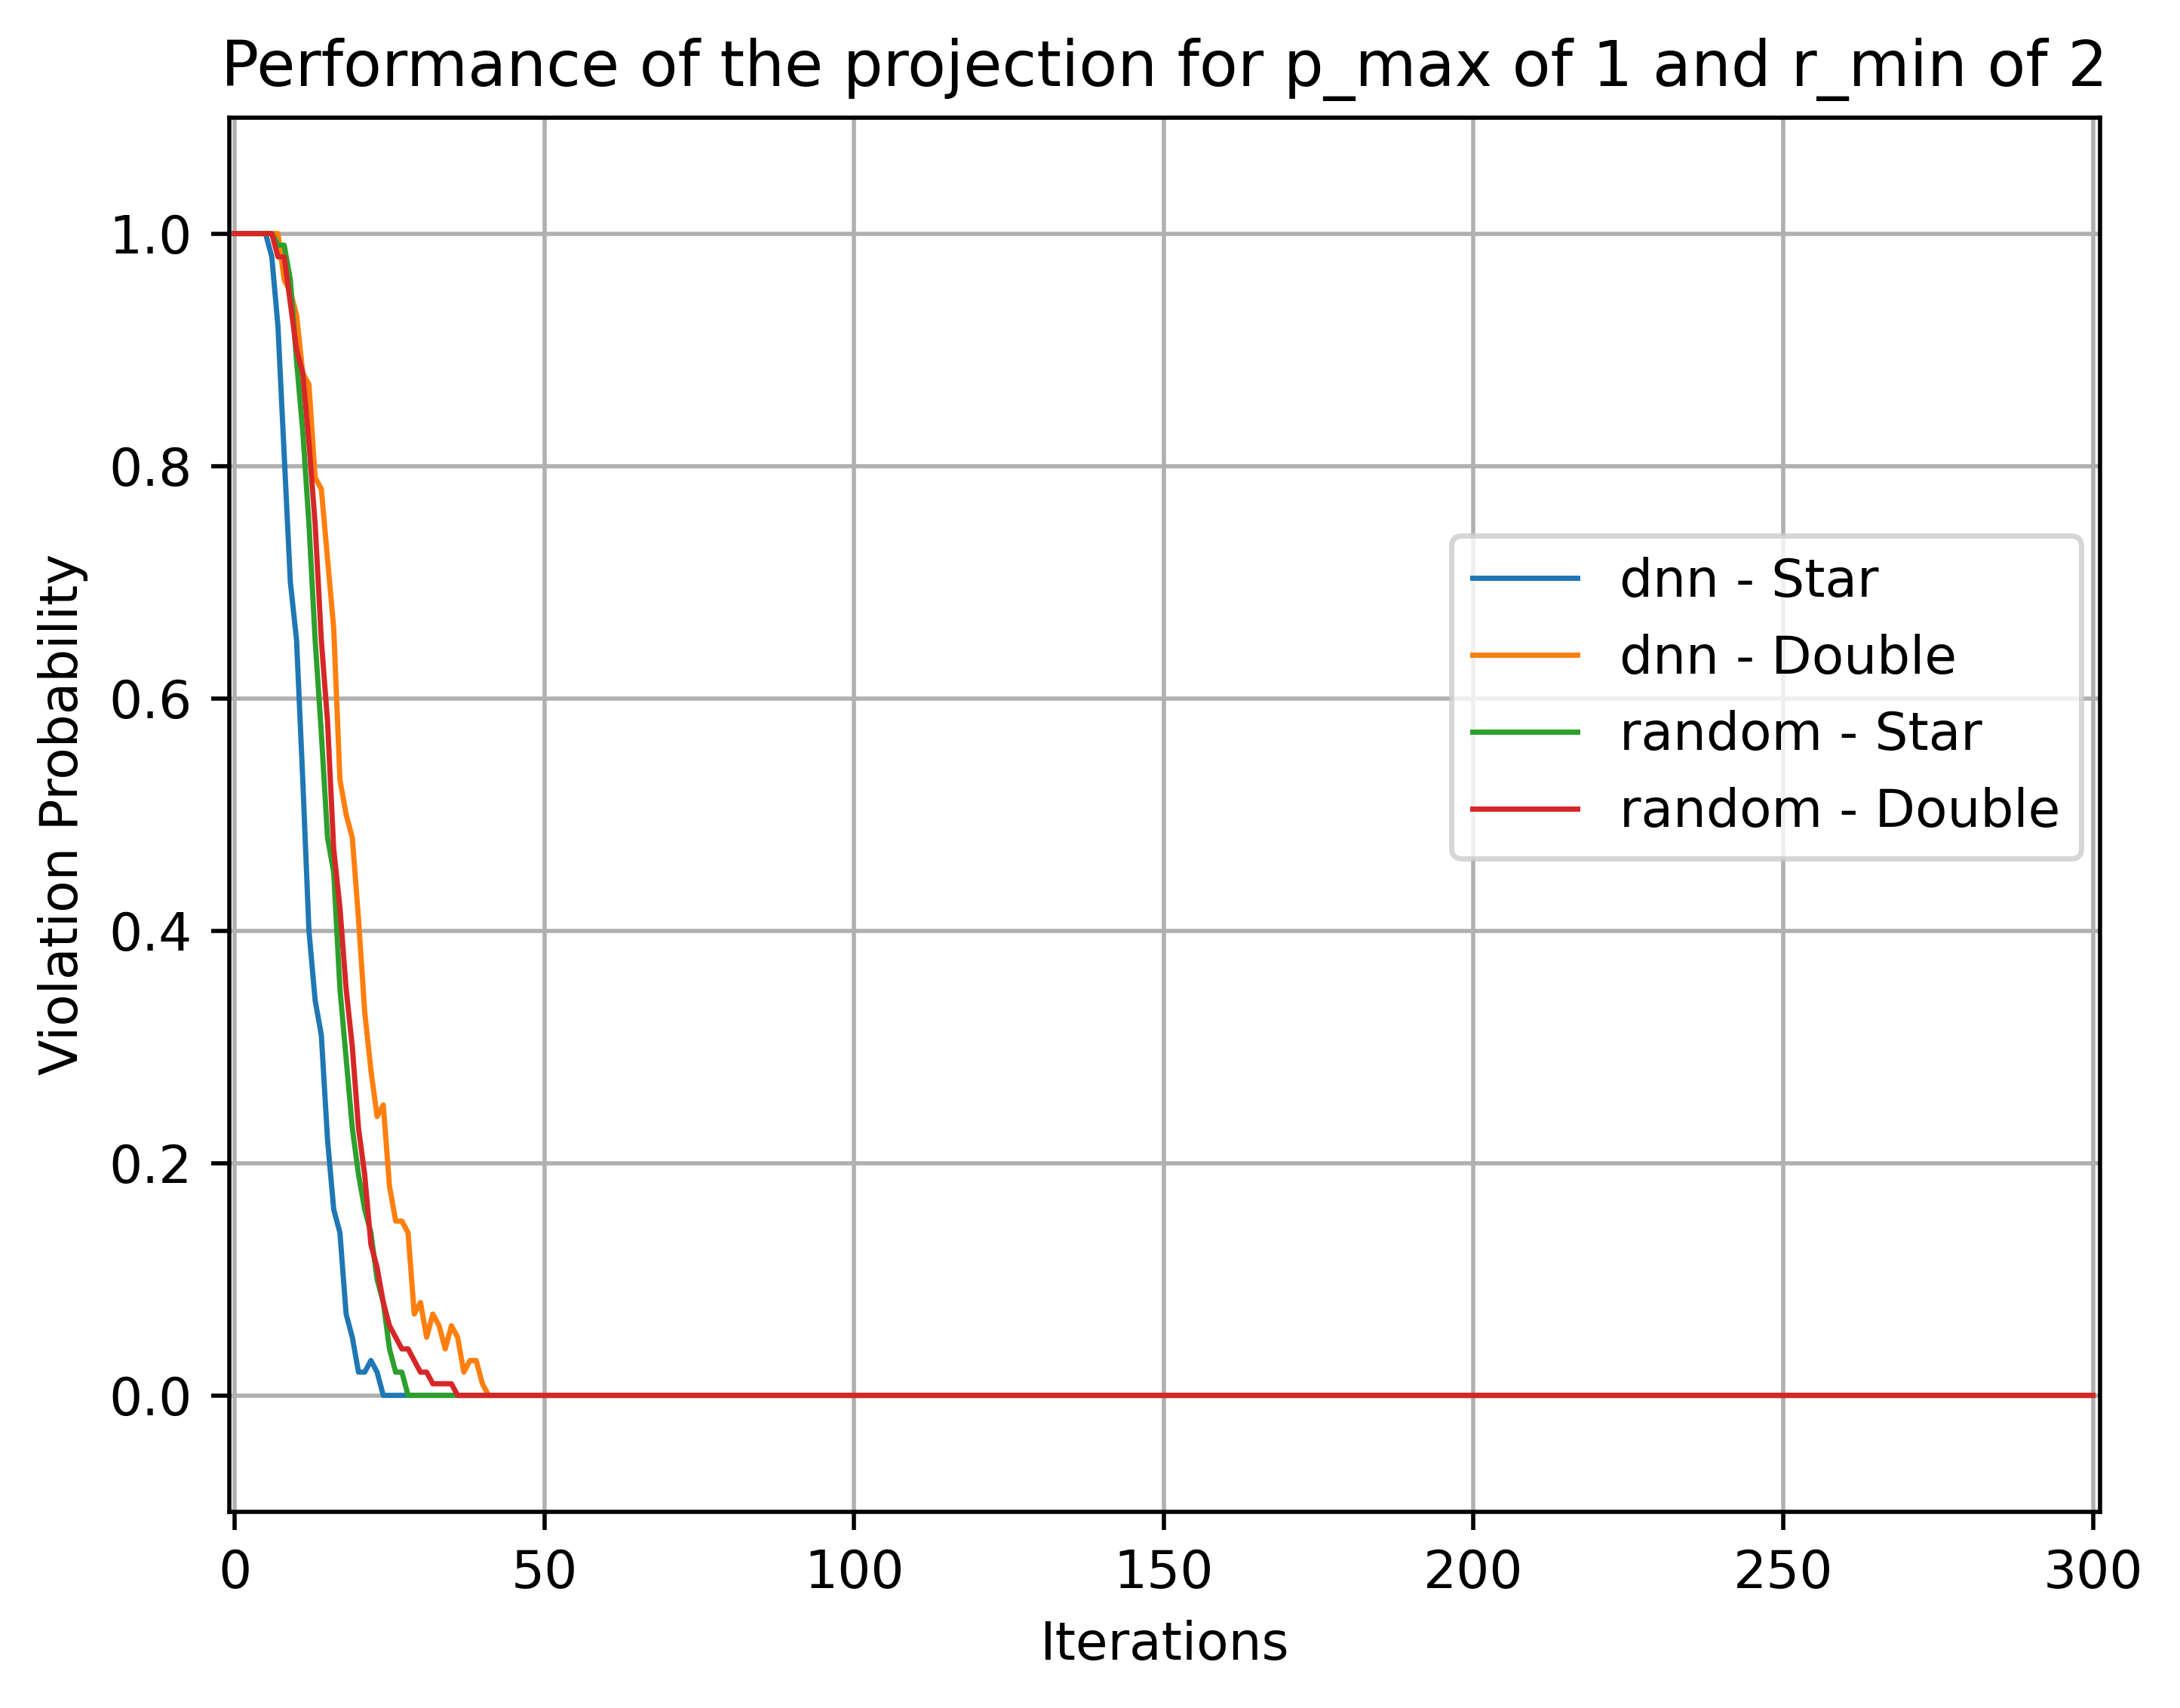 Performance of the projection for p_max of 1 and r_min of 2
Violation Probability
1.0
0.8
0.6
0.4
0.2
0.0
dnn - Star
dnn - Double
random - Star
random - Double
0 50 100 150 200 250 300
Iterations